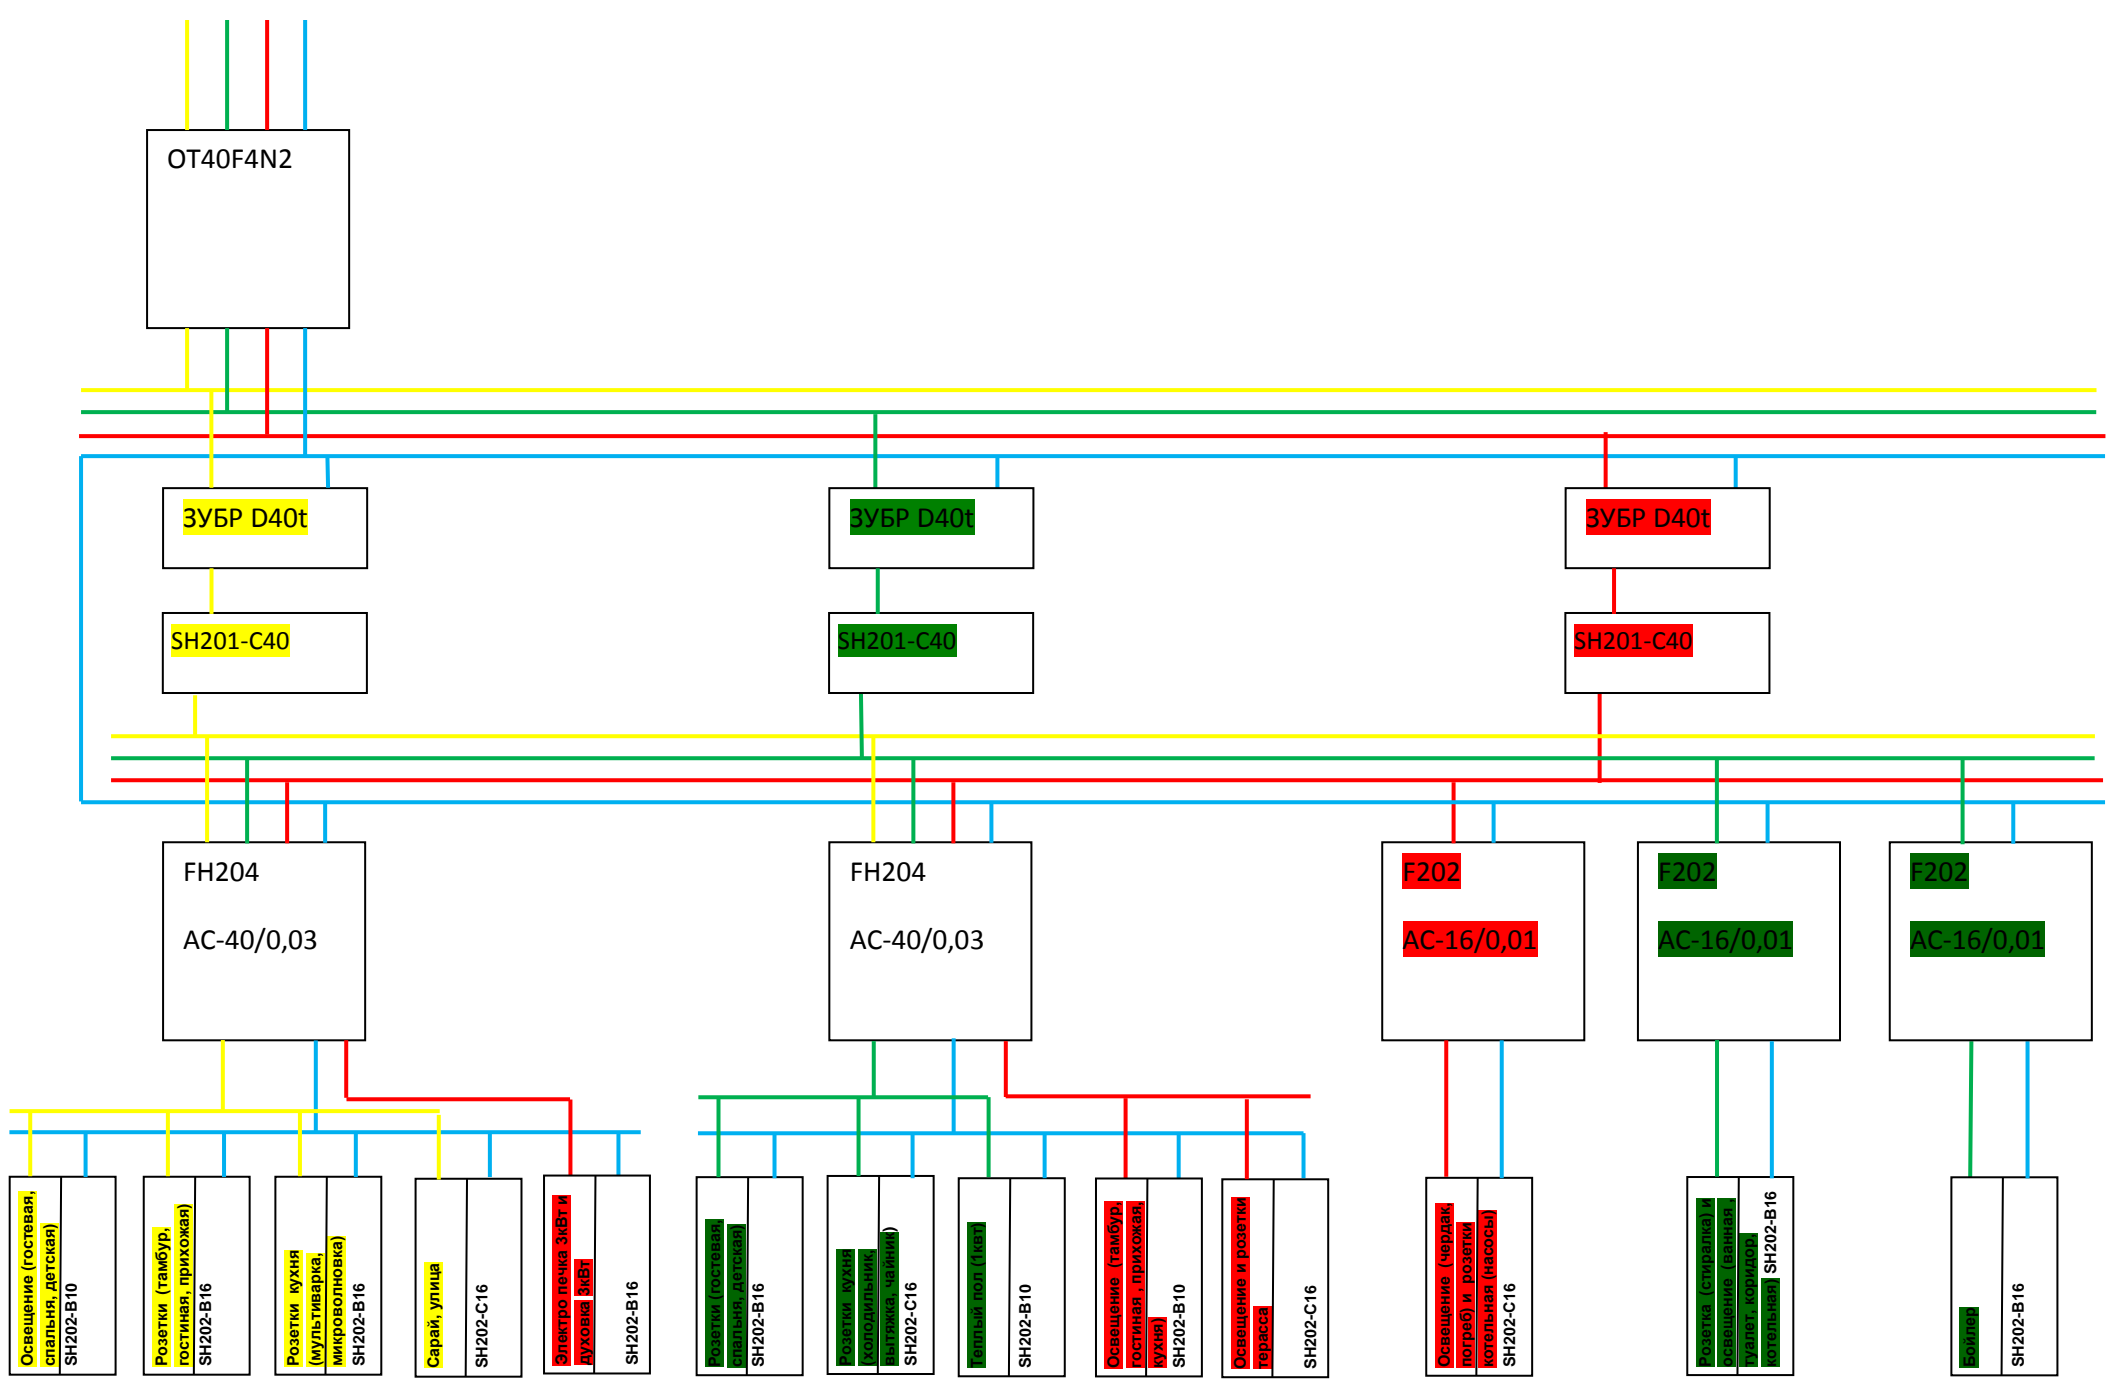 OT40F4N2
ЗУБР D40t
ЗУБР D40t
ЗУБР D40t
SH201-C40
SH201-C40
SH201-C40
FH204
AC-40/0,03
FH204
AC-40/0,03
F202
AC-16/0,01
F202
AC-16/0,01
F202
AC-16/0,01
Освещение (гостевая,
спальня, детская)
SH202-B10
Розетки (тамбур,
гостиная, прихожая)
SH202-B16
Розетки кухня
(мультиварка,
микроволновка)
SH202-B16
Сарай, улица
SH202-C16
Электро печка 3кВт и
духовка 3кВт
SH202-B16
Розетки (гостевая,
спальня, детская)
SH202-B16
Розетки кухня
(холодильник,
вытяжка, чайник)
SH202-C16
Теплый пол (1квт)
SH202-B10
Освещение (тамбур,
гостиная , прихожая,
кухня)
SH202-B10
Освещение и розетки
терасса
SH202-C16
Освещение (чердак,
погреб) и розетки
котельная (насосы)
SH202-C16
Розетка (стиралка) и
освещение (ванная ,
туалет, коридор,
котельная) SH202-B16
Бойлер
SH202-B16